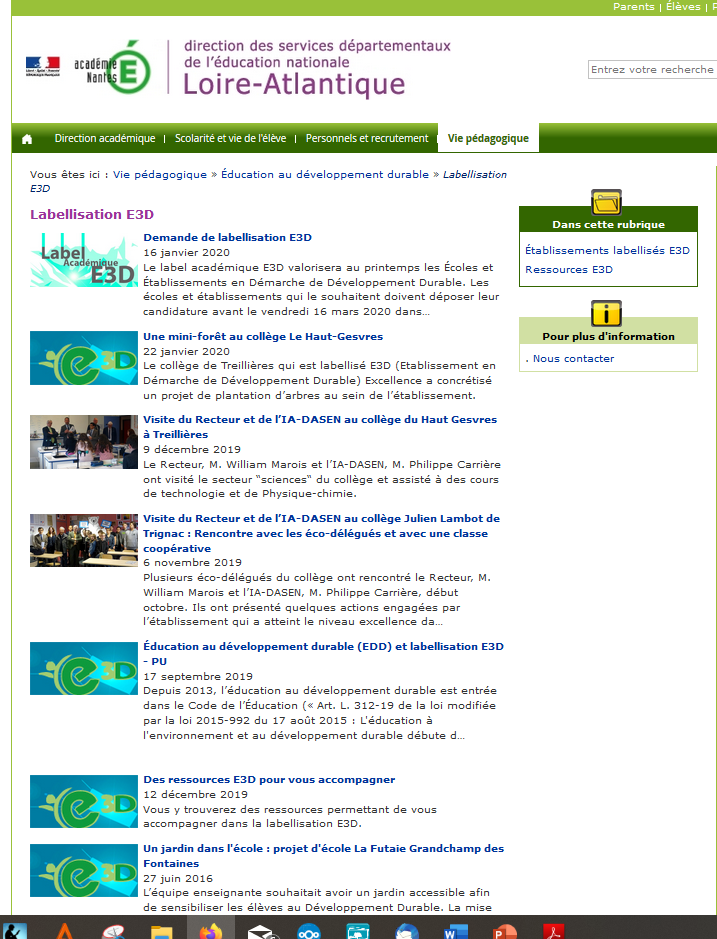 Parents | Élèves |
académie
Nantes
direction des services départementaux
de l'éducation nationale
Loire-Atlantique
Entrez votre recherche
Direction académique | Scolarité et vie de l'élève | Personnels et recrutement | Vie pédagogique
Vous êtes ici : Vie pédagogique » Éducation au développement durable » Labellisation
E3D
Labellisation E3D
Label
Académique
E3D
Demande de labellisation E3D
16 janvier 2020
Le label académique E3D valorisera au printemps les Écoles et
Établissements en Démarche de Développement Durable. Les
écoles et établissements qui le souhaitent doivent déposer leur
candidature avant le vendredi 16 mars 2020 dans…
e3D
Une mini-forêt au collège Le Haut-Gesvres
22 janvier 2020
Le collège de Treillières qui est labellisé E3D (Etablissement en
Démarche de Développement Durable) Excellence a concrétisé
un projet de plantation d’arbres au sein de l’établissement.
Visite du Recteur et de l’IA-DASEN au collège du Haut Gesvres
à Treillières
9 décembre 2019
Le Recteur, M. William Marois et l’IA-DASEN, M. Philippe Carrière
ont visité le secteur "sciences" du collège et assisté à des cours
de technologie et de Physique-chimie.
Visite du Recteur et de l’IA-DASEN au collège Julien Lambot de
Trignac : Rencontre avec les éco-délégués et avec une classe
coopérative
6 novembre 2019
Plusieurs éco-délégués du collège ont rencontré le Recteur, M.
William Marois et l’IA-DASEN, M. Philippe Carrière, début
octobre. Ils ont présenté quelques actions engagées par
l’établissement qui a atteint le niveau excellence da…
e3D
Éducation au développement durable (EDD) et labellisation E3D
- PU
17 septembre 2019
Depuis 2013, l’éducation au développement durable est entrée
dans le Code de l’Éducation (« Art. L. 312-19 de la loi modifiée
par la loi 2015-992 du 17 août 2015 : L'éducation à
l'environnement et au développement durable débute d…
e3D
Des ressources E3D pour vous accompagner
12 décembre 2019
Vous y trouverez des ressources permettant de vous
accompagner dans la labellisation E3D.
e3D
Un jardin dans l'école : projet d'école La Futaie Grandchamp des
Fontaines
27 juin 2016
L’équipe enseignante souhaitait avoir un jardin accessible afin
de sensibiliser les élèves au Développement Durable. La mise
Dans cette rubrique
Établissements labellisés E3D
Ressources E3D
Pour plus d'information
. Nous contacter